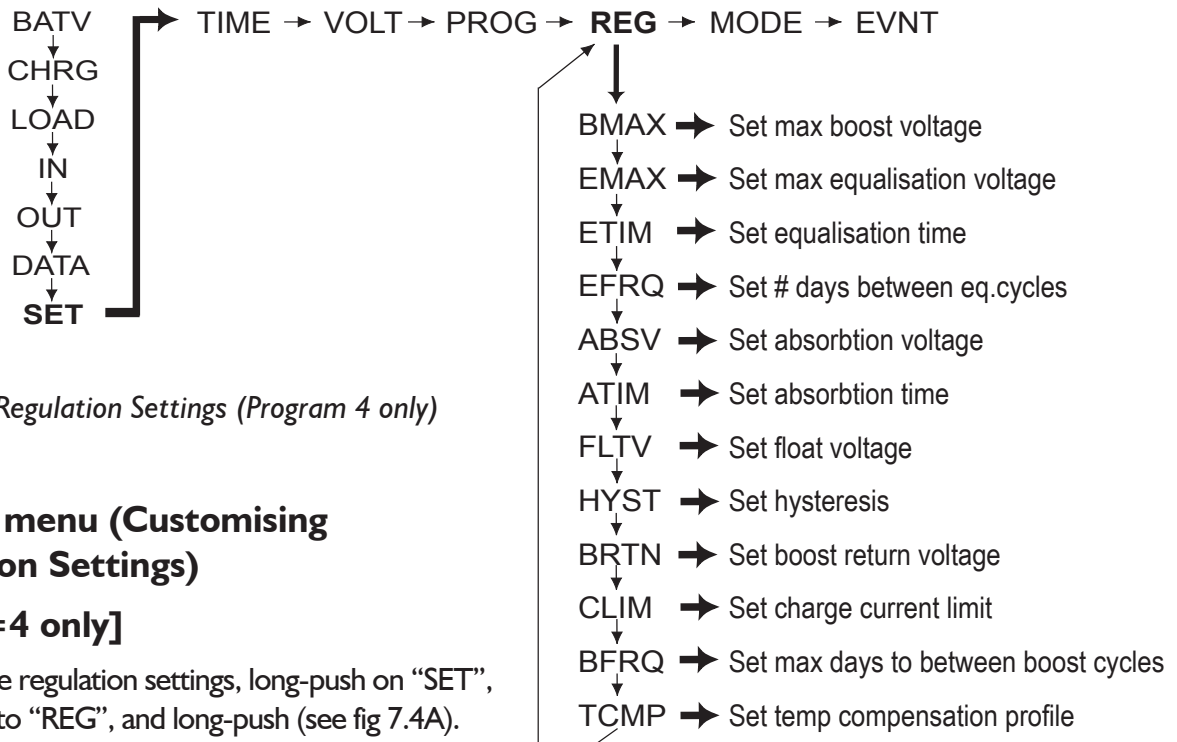 BATV
CHRG
LOAD
IN
OUT
DATA
SET
TIME VOLT PROG REG MODE EVNT
BMAX Set max boost voltage
EMAX Set max equalisation voltage
ETIM Set equalisation time
EFRQ Set # days between eq.cycles
ABSV Set absorbtion voltage
ATIM Set absorbtion time
FLTV Set float voltage
HYST Set hysteresis
BRTN Set boost return voltage
CLIM Set charge current limit
BFRQ Set max days to between boost cycles
TCMP Set temp compensation profile
Regulation Settings (Program 4 only)
menu (Customising
on Settings)
=4 only]
e regulation settings, long-push on “SET”,
to “REG”, and long-push (see fig 7.4A).